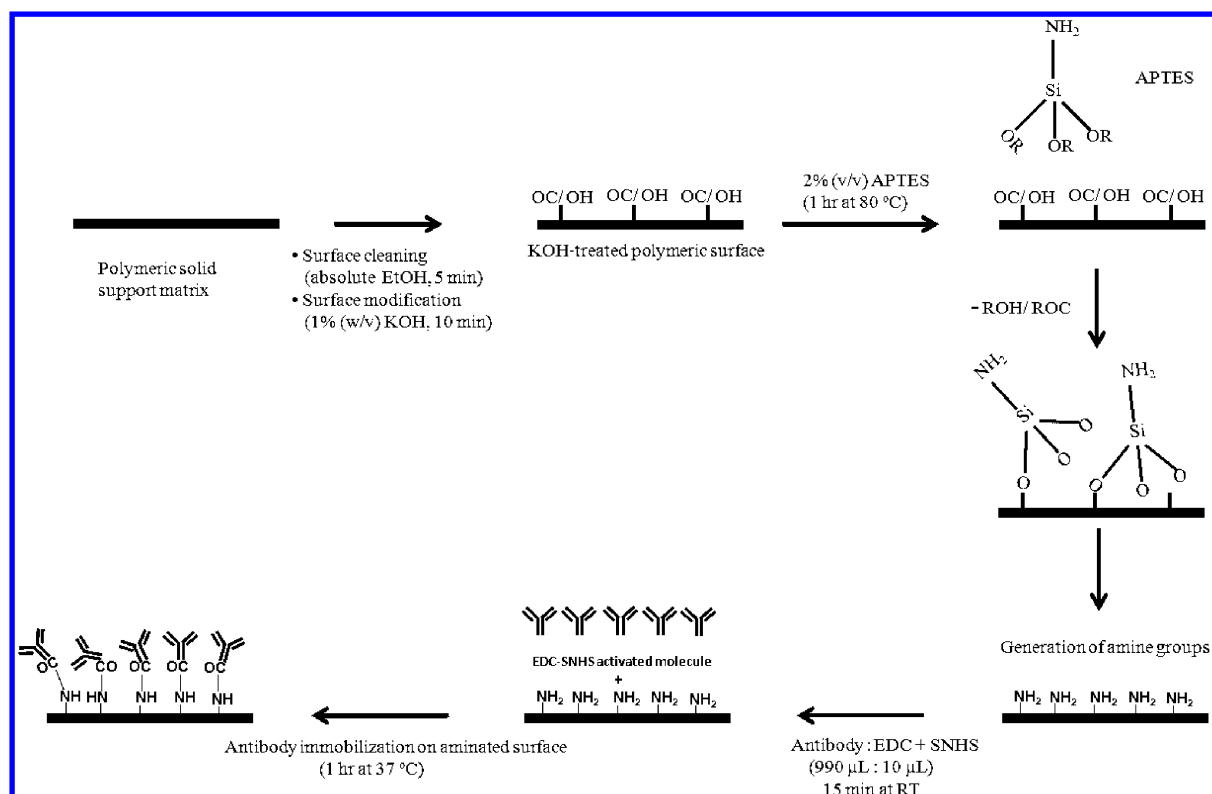 NH2
Si
APTES
OR
OR
OR
Polymeric solid
support matrix
• Surface cleaning
(absolute EtOH, 5 min)
• Surface modification
(1% (w/v) KOH, 10 min)
OC/OH OC/OH OC/OH
KOH-treated polymeric surface
2% (v/v) APTES
(1 hr at 80 °C)
OC/OH OC/OH OC/OH
-ROH/ROC
NH2
NH2
Si
Si
O
O
O
O
O
O
Generation of amine groups
NH2 NH2 NH2 NH2 NH2
Antibody : EDC + SNHS
(990 µL : 10 µL)
15 min at RT
EDC-SNHS activated molecule
+
NH2 NH2 NH2 NH2 NH2
Antibody immobilization on aminated surface
(1 hr at 37 °C)
OC CO OC OC OC
NH HN NH NH NH